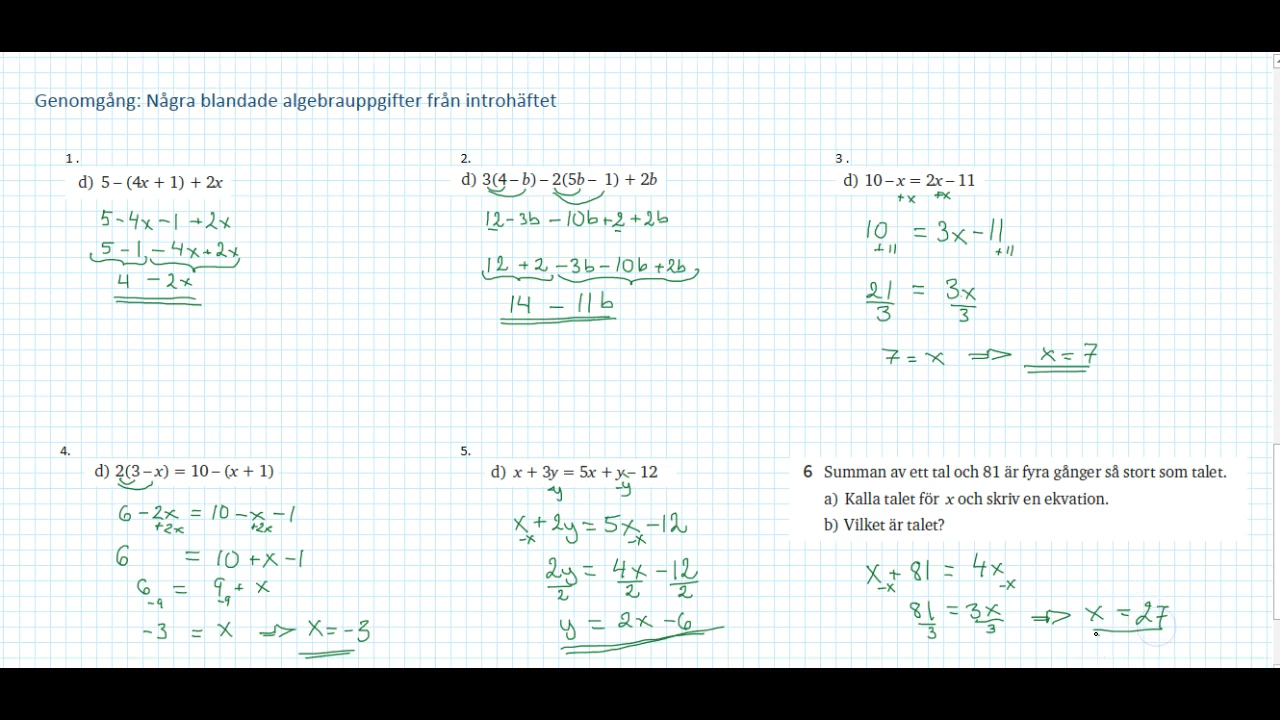 Genomgång: Några blandade algebrauppgifter från introhäftet
1 .
d) 5 – (4x + 1) + 2x
5 - 4x - 1 + 2x
5 - 1 - 4x + 2x
4 - 2x
2.
d) 3(4 – b) – 2(5b – 1) + 2b
12 - 3b - 10b + 2 + 2b
12 + 2 - 3b - 10b + 2b
14 - 11b
3 .
d) 10 – x = 2x – 11
+x +x
10 = 3x - 11
+11 +11
21/3 = 3x/3
7 = x => x = 7
4.
d) 2(3 – x) = 10 – (x + 1)
6 - 2x = 10 - x - 1
+2x +2x
6 = 10 + x - 1
6 = 9 + x
-9 -9
-3 = x => x = -3
5.
d) x + 3y = 5x + y – 12
-y -y
x + 2y = 5x - 12
-x -x
2y/2 = 4x/2 - 12/2
y = 2x - 6
6 Summan av ett tal och 81 är fyra gånger så stort som talet.
a) Kalla talet för x och skriv en ekvation.
b) Vilket är talet?
x + 81 = 4x
-x -x
81/3 = 3x/3 => x = 27